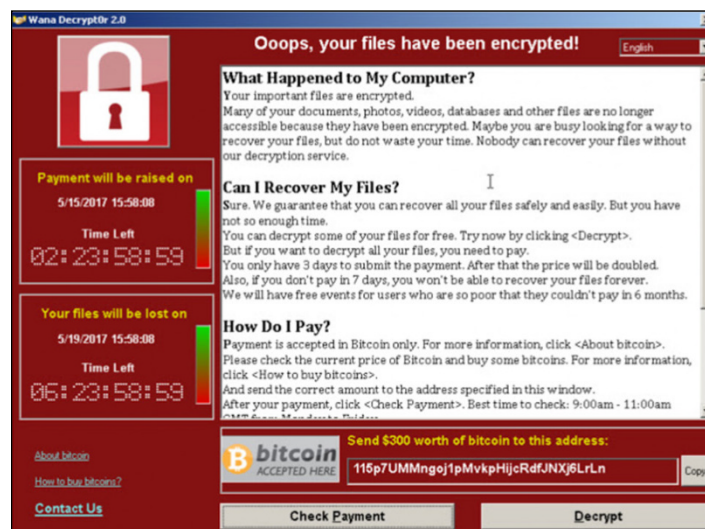 Wana Decrypt0r 2.0
Ooops, your files have been encrypted!
English
What Happened to My Computer?
Your important files are encrypted.
Many of your documents, photos, videos, databases and other files are no longer
accessible because they have been encrypted. Maybe you are busy looking for a way to
recover your files, but do not waste your time. Nobody can recover your files without
our decryption service.
Can I Recover My Files?
Sure. We guarantee that you can recover all your files safely and easily. But you have
not so enough time.
You can decrypt some of your files for free. Try now by clicking <Decrypt>.
But if you want to decrypt all your files, you need to pay.
You only have 3 days to submit the payment. After that the price will be doubled.
Also, if you don't pay in 7 days, you won't be able to recover your files forever.
We will have free events for users who are so poor that they couldn't pay in 6 months.
How Do I Pay?
Payment is accepted in Bitcoin only. For more information, click <About bitcoin>.
Please check the current price of Bitcoin and buy some bitcoins. For more information,
click <How to buy bitcoins>.
And send the correct amount to the address specified in this window.
After your payment, click <Check Payment>. Best time to check: 9:00am - 11:00am
GMT from Monday to Friday
Payment will be raised on
5/15/2017 15:58:08
Time Left
02:23:58:59
Your files will be lost on
5/19/2017 15:58:08
Time Left
06:23:58:59
About bitcoin
How to buy bitcoins?
Contact Us
bitcoin
ACCEPTED HERE
Send $300 worth of bitcoin to this address:
115p7UMMngoj1pMvkpHijcRdfJNXj6LrLn
Copy
Check Payment
Decrypt